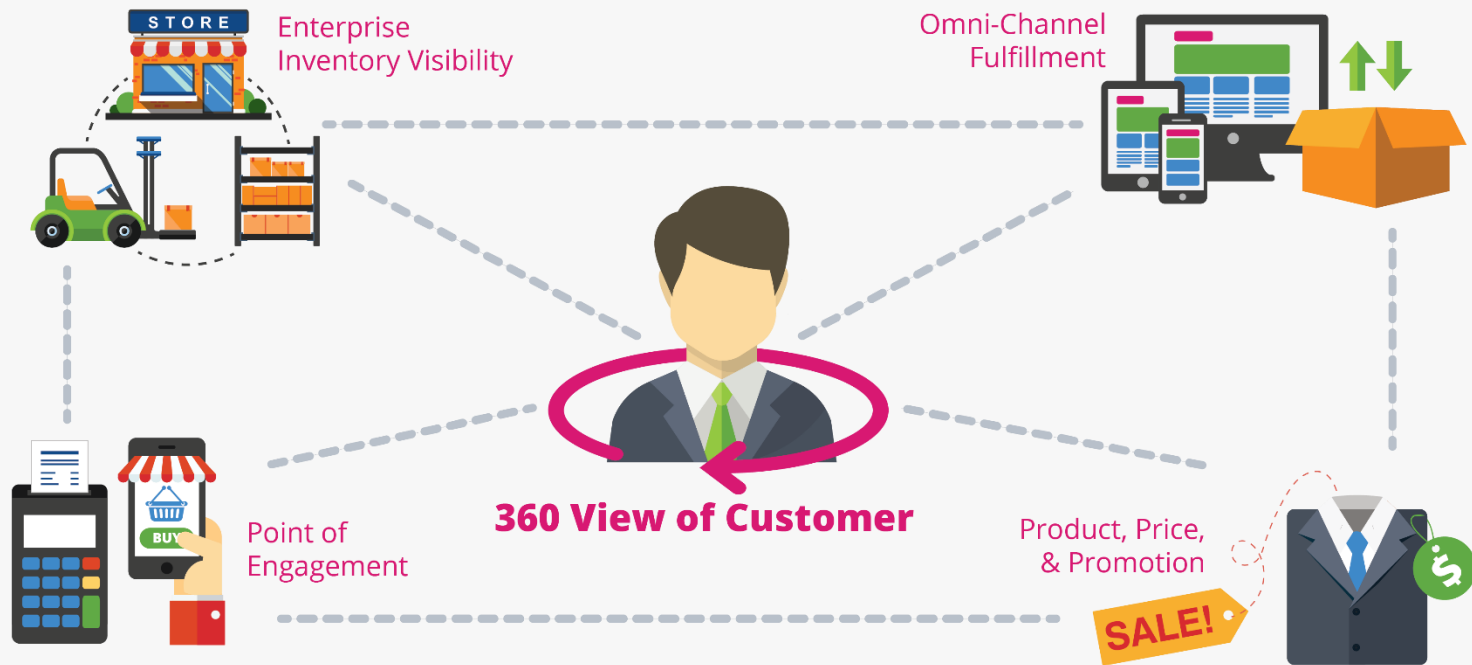 STORE
Enterprise
Inventory Visibility
Omni-Channel
Fulfillment
360 View of Customer
Point of
Engagement
BUY
Product, Price,
& Promotion
SALE!
$